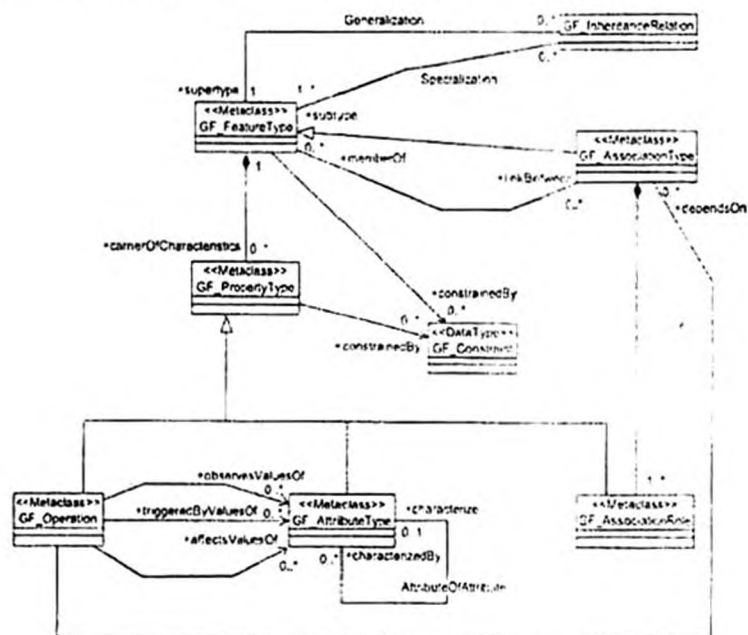 Generalization
0..*
GF_InheritanceRelation
0..*
Specialization
+supertype 1
1..*
<<Metaclass>>
GF_FeatureType
+subtype
<<Metaclass>>
GF_AssociationType
0..*
+memberOf
1
+linkBetween
0..*
0..*
+dependsOn
+carrierOfCharacteristics 0..*
<<Metaclass>>
GF_PropertyType
+constrainedBy
0..*
0..*
<<DataType>>
GF_Constraint
+constrainedBy
+observesValuesOf
0..*
1..*
<<Metaclass>>
GF_Operation
+triggeredByValuesOf
0..*
<<Metaclass>>
GF_AttributeType
+characterize
0..1
<<Metaclass>>
GF_AssociationRole
+affectsValuesOf
0..*
0..*
+characterizedBy
AttributeOfAttribute